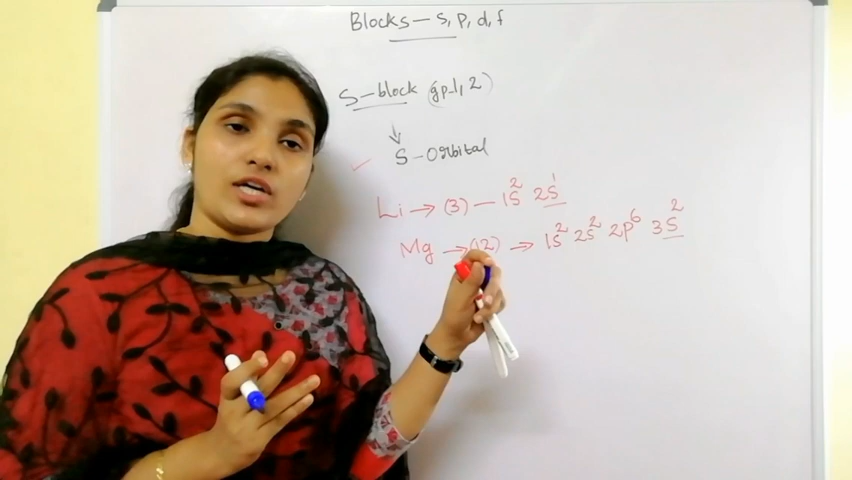 Blocks - s, p, d, f
S-block (gp-1, 2)
↓
S-orbital
Li → (3) - 1s² 2s¹
Mg → (12) → 1s² 2s² 2p⁶ 3s²